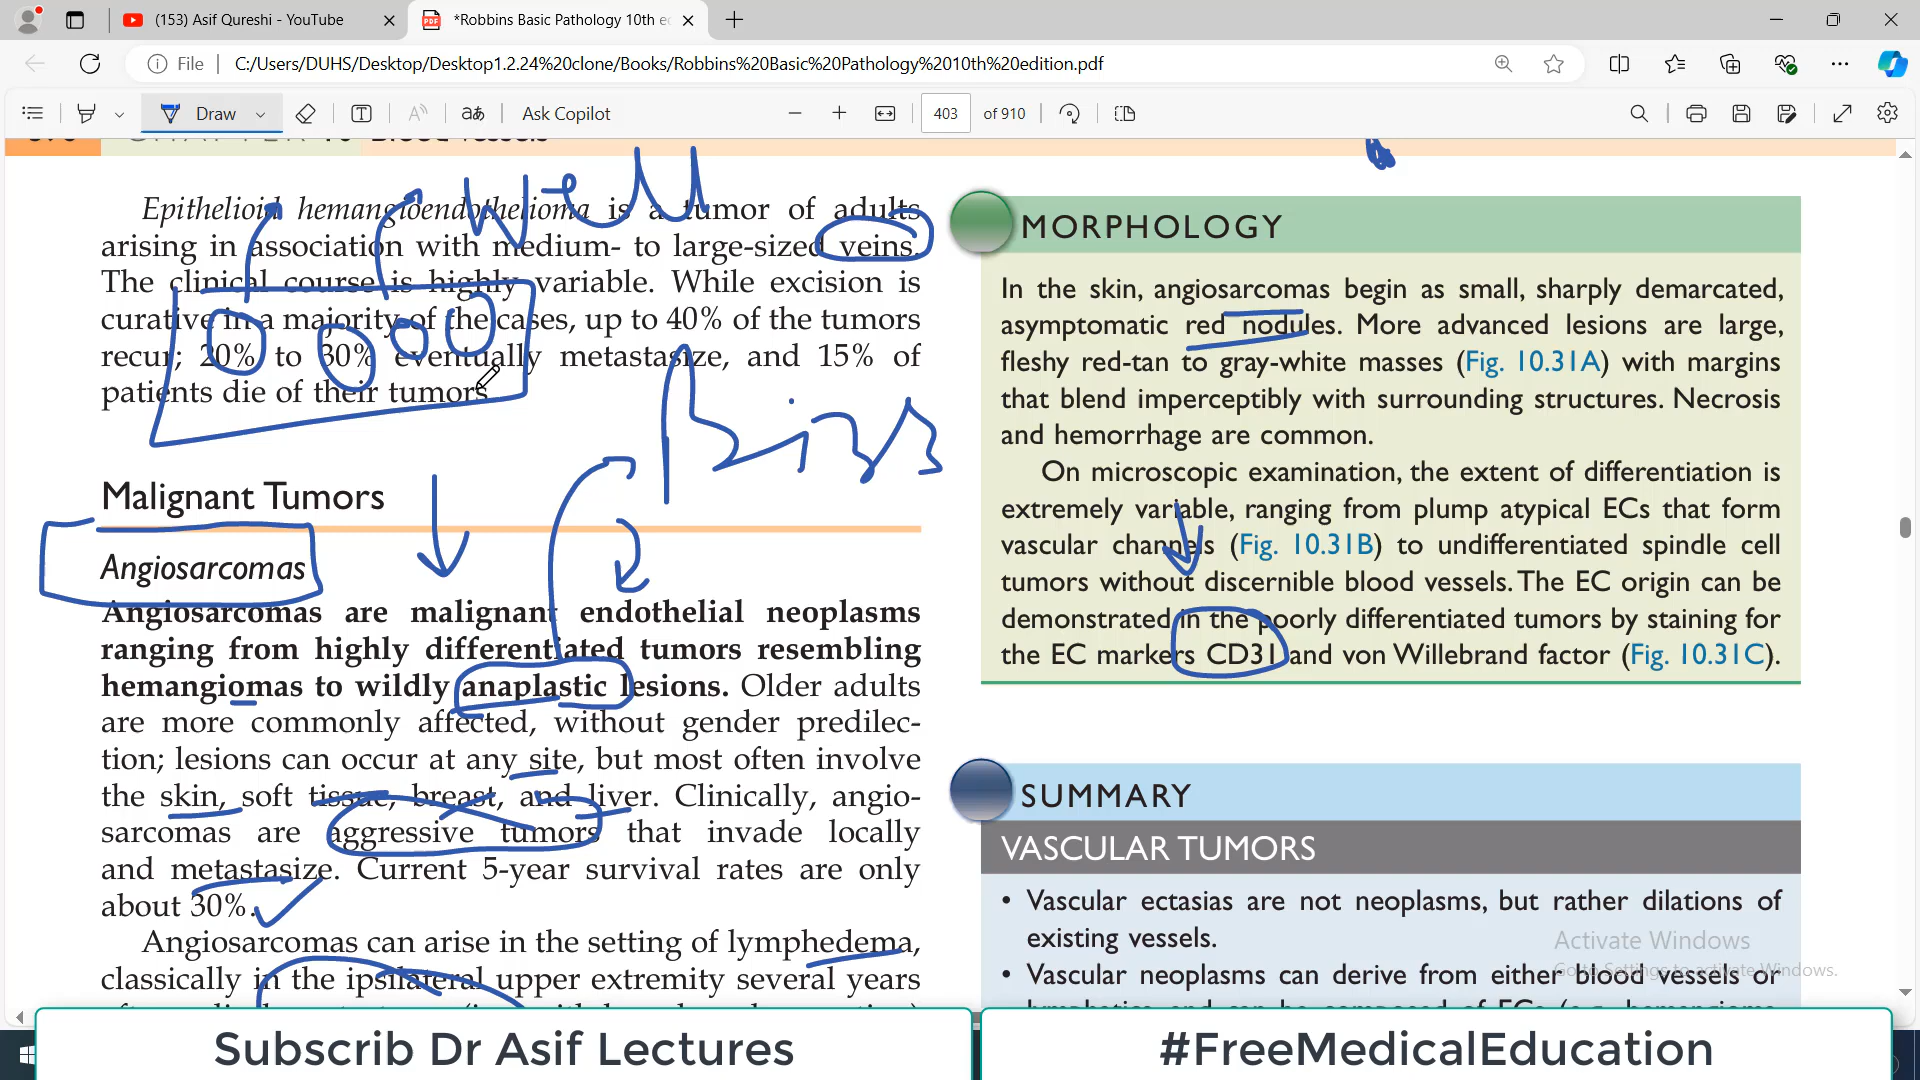 (153) Asif Qureshi - YouTube
*Robbins Basic Pathology 10th e
File
C:/Users/DUHS/Desktop/Desktop1.2.24%20clone/Books/Robbins%20Basic%20Pathology%2010th%20edition.pdf
Draw
Ask Copilot
403 of 910
Blood vessels
well
Epithelioid hemangioendothelioma is a tumor of adults
arising in association with medium- to large-sized veins.
The clinical course is highly variable. While excision is
curative in a majority of the cases, up to 40% of the tumors
recur; 20% to 30% eventually metastasize, and 15% of
patients die of their tumors
Malignant Tumors
Angiosarcomas
Angiosarcomas are malignant endothelial neoplasms
ranging from highly differentiated tumors resembling
hemangiomas to wildly anaplastic lesions. Older adults
are more commonly affected, without gender predilec-
tion; lesions can occur at any site, but most often involve
the skin, soft tissue, breast, and liver. Clinically, angio-
sarcomas are aggressive tumors that invade locally
and metastasize. Current 5-year survival rates are only
about 30%.
Angiosarcomas can arise in the setting of lymphedema,
classically in the ipsilateral upper extremity several years
MORPHOLOGY
In the skin, angiosarcomas begin as small, sharply demarcated,
asymptomatic red nodules. More advanced lesions are large,
fleshy red-tan to gray-white masses (Fig. 10.31A) with margins
that blend imperceptibly with surrounding structures. Necrosis
and hemorrhage are common.
On microscopic examination, the extent of differentiation is
extremely variable, ranging from plump atypical ECs that form
vascular channels (Fig. 10.31B) to undifferentiated spindle cell
tumors without discernible blood vessels. The EC origin can be
demonstrated in the poorly differentiated tumors by staining for
the EC markers CD31 and von Willebrand factor (Fig. 10.31C).
SUMMARY
VASCULAR TUMORS
• Vascular ectasias are not neoplasms, but rather dilations of
existing vessels.
• Vascular neoplasms can derive from either blood vessels or
Activate Windows
Go to Settings to activate Windows.
Subscrib Dr Asif Lectures
#FreeMedicalEducation